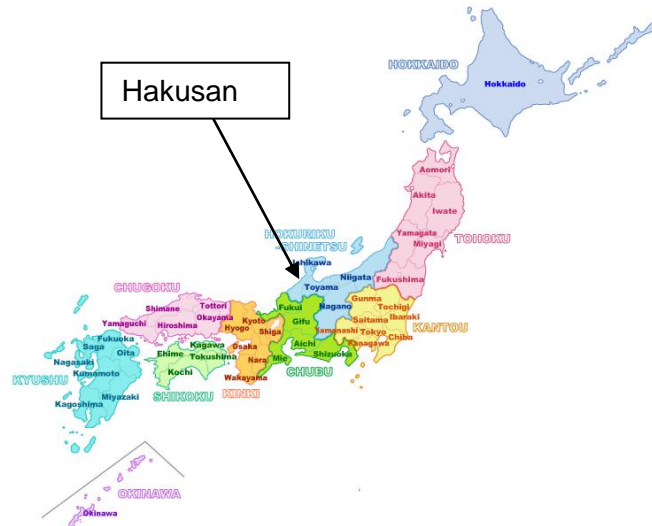 HOKKAIDO
Hokkaido
Hakusan
Aomori
Akita
Iwate
Yamagata
Miyagi
TOHOKU
Fukushima
HOKURIKU
SHINETSU
Ishikawa
Niigata
Toyama
Nagano
CHUGOKU
Tottori
Shimane
Okayama
Yamaguchi
Hiroshima
Fukui
Gifu
Aichi
Shizuoka
Mie
CHUBU
Gunma
Tochigi
Saitama
Ibaraki
Yamanashi
Tokyo
Kanagawa
Chiba
KANTOU
Kyoto
Hyogo
Shiga
Osaka
Nara
Wakayama
KINKI
Kagawa
Ehime
Tokushima
Kochi
SHIKOKU
Fukuoka
Saga
Oita
Nagasaki
Kumamoto
Miyazaki
Kagoshima
KYUSHU
OKINAWA
Okinawa